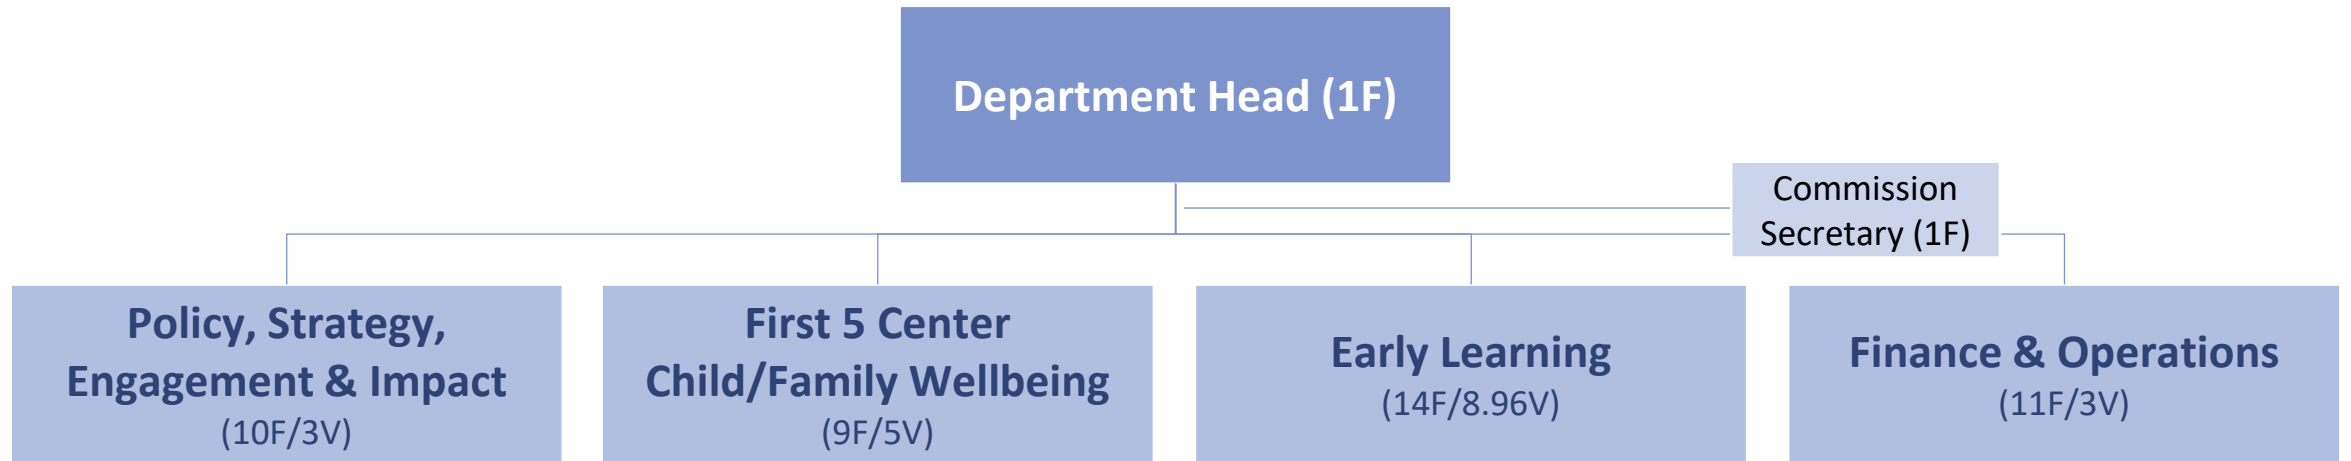 Department Head (1F)
Commission
Secretary (1F)
Policy, Strategy,
Engagement & Impact
(10F/3V)
First 5 Center
Child/Family Wellbeing
(9F/5V)
Early Learning
(14F/8.96V)
Finance & Operations
(11F/3V)